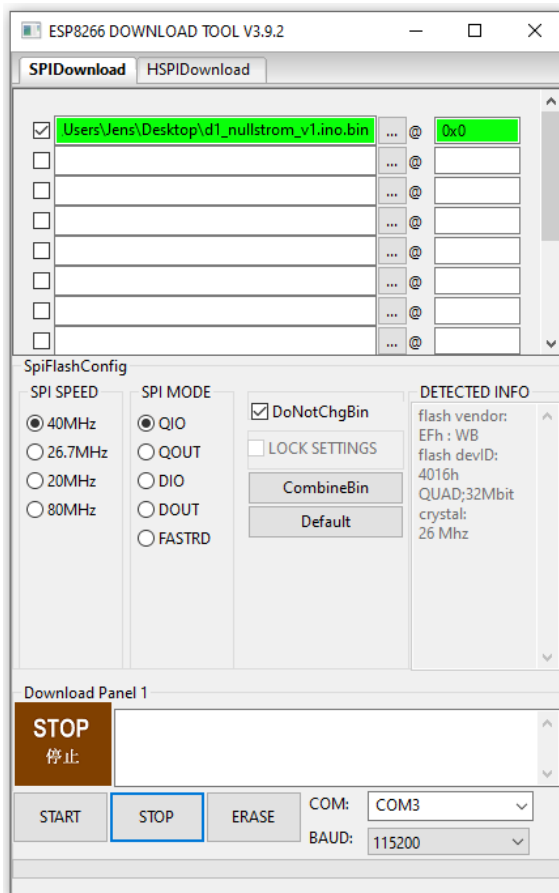 ESP8266 DOWNLOAD TOOL V3.9.2
SPIDownload HSPIDownload
Users\Jens\Desktop\d1_nullstrom_v1.ino.bin ... @ 0x0
... @
... @
... @
... @
... @
... @
... @
SpiFlashConfig
SPI SPEED
40MHz
26.7MHz
20MHz
80MHz
SPI MODE
QIO
QOUT
DIO
DOUT
FASTRD
DoNotChgBin
LOCK SETTINGS
CombineBin
Default
DETECTED INFO
flash vendor:
EFh : WB
flash devID:
4016h
QUAD;32Mbit
crystal:
26 Mhz
Download Panel 1
STOP
停止
START STOP ERASE
COM: COM3
BAUD: 115200